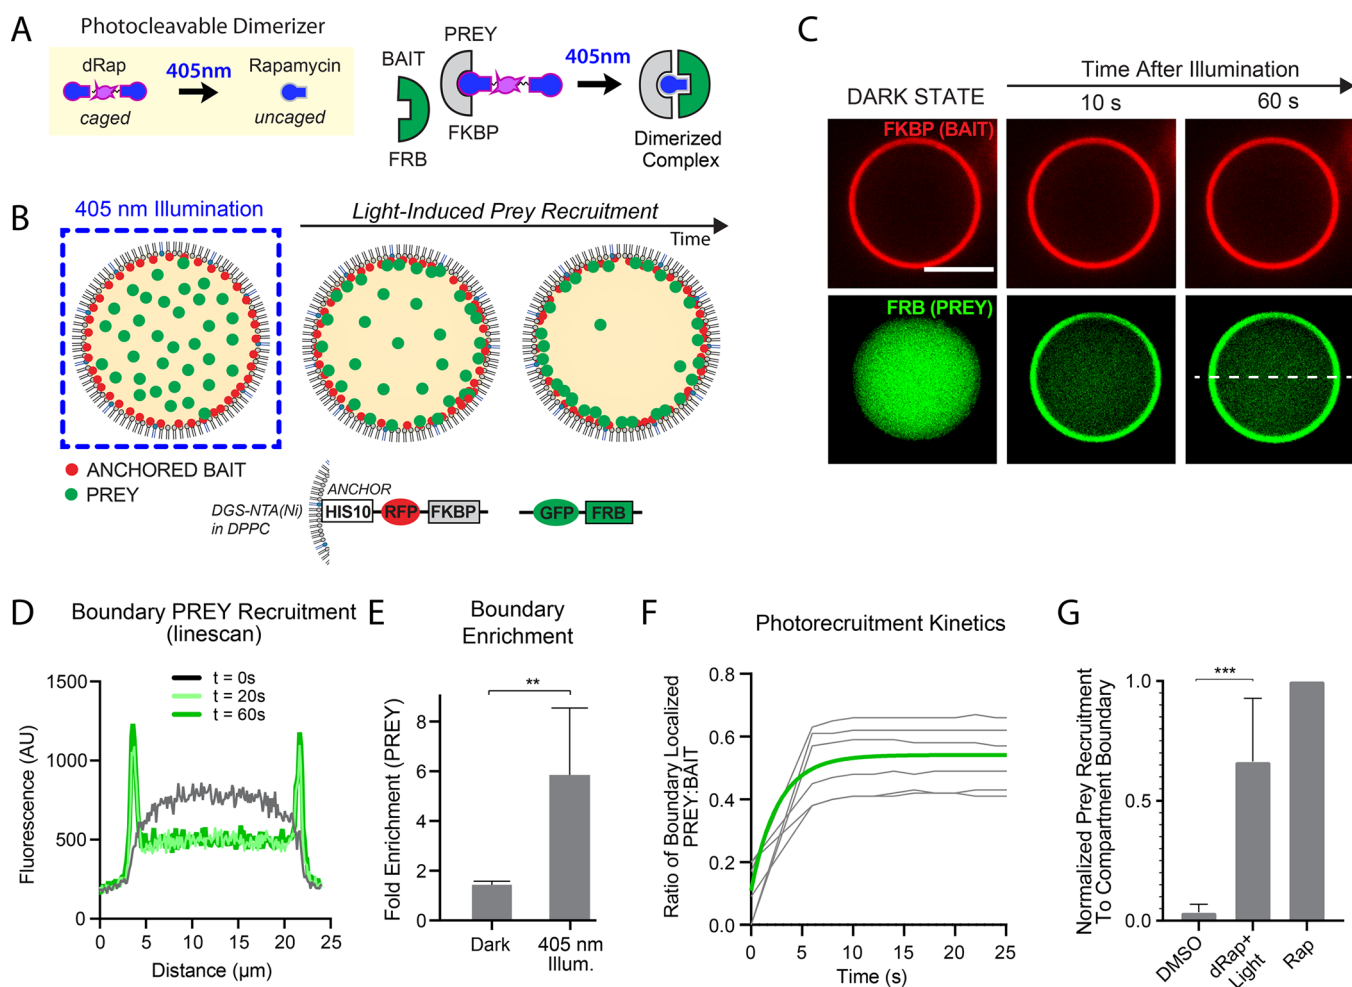 A
Photocleavable Dimerizer
dRap
405nm
Rapamycin
caged
uncaged
BAIT
PREY
405nm
FKBP
FRB
Dimerized
Complex
B
405 nm Illumination
Light-Induced Prey Recruitment
Time
ANCHORED BAIT
PREY
DGS-NTA(Ni)
in DPPC
ANCHOR
HIS10
RFP
FKBP
GFP
FRB
C
Time After Illumination
DARK STATE
10 s
60 s
FKBP (BAIT)
FRB (PREY)
D
Boundary PREY Recruitment
(linescan)
t = 0s
t = 20s
t = 60s
Fluorescence (AU)
1500
1000
500
0
0 5 10 15 20 25
Distance (µm)
E
Boundary
Enrichment
**
Fold Enrichment (PREY)
8
6
4
2
0
Dark
405 nm
Illum.
F
Photorecruitment Kinetics
Ratio of Boundary Localized
PREY:BAIT
0.8
0.6
0.4
0.2
0.0
0 5 10 15 20 25
Time (s)
G
Normalized Prey Recruitment
To Compartment Boundary
***
1.0
0.5
0.0
DMSO
dRap+
Light
Rap